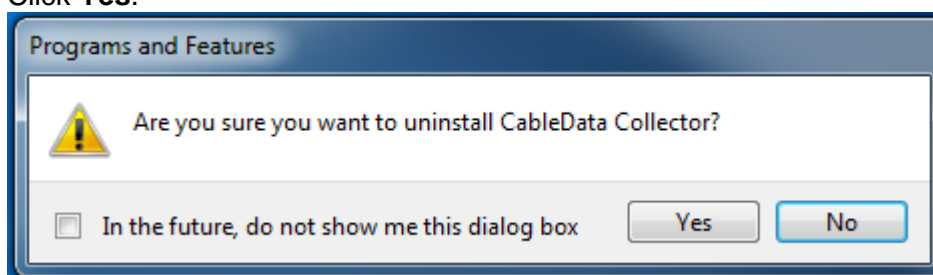 Click Yes.
Programs and Features
Are you sure you want to uninstall CableData Collector?
In the future, do not show me this dialog box
Yes
No